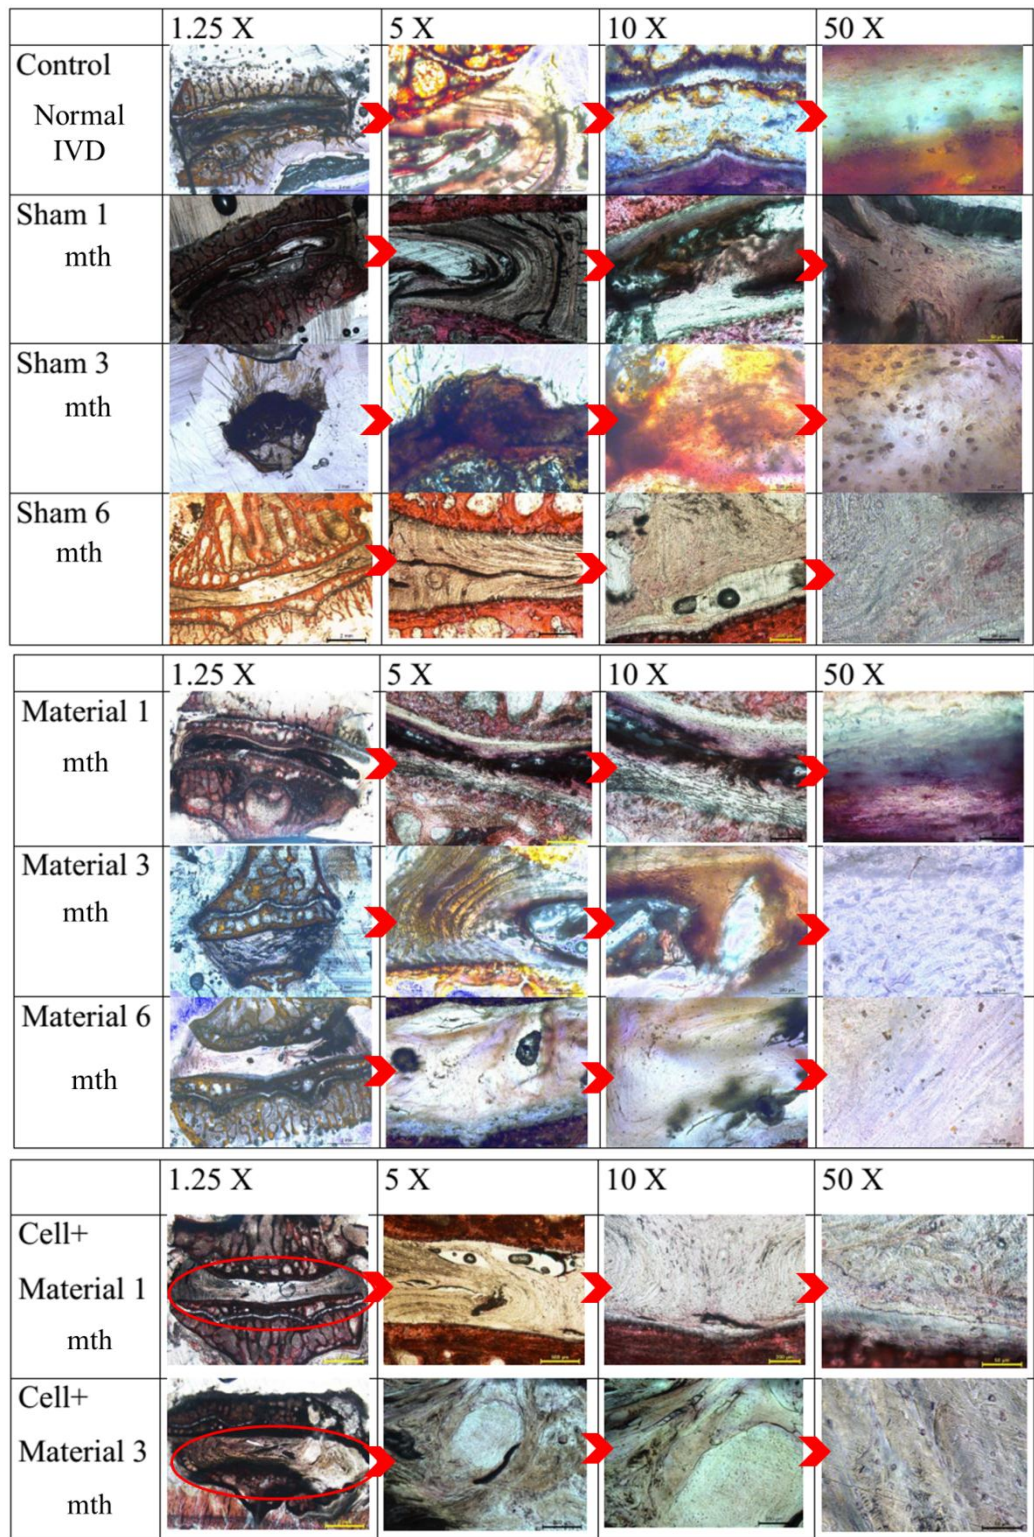 1.25 X 5 X 10 X 50 X
Control
Normal
IVD
Sham 1
mth
Sham 3
mth
Sham 6
mth
2 mm
1.25 X 5 X 10 X 50 X
Material 1
mth
Material 3
mth
Material 6
mth
1.25 X 5 X 10 X 50 X
Cell+
Material 1
mth
Cell+
Material 3
mth